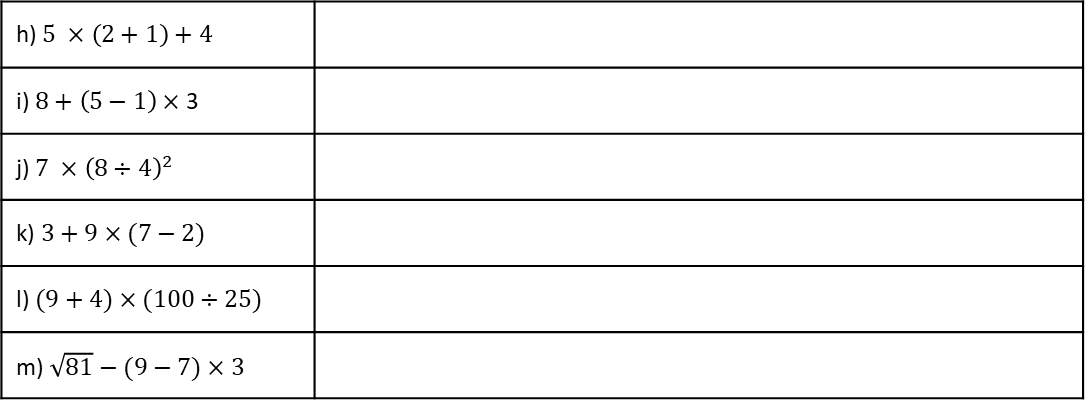 h) 5 × (2 + 1) + 4
i) 8 + (5 − 1) × 3
j) 7 × (8 ÷ 4)²
k) 3 + 9 × (7 − 2)
l) (9 + 4) × (100 ÷ 25)
m) √81 − (9 − 7) × 3